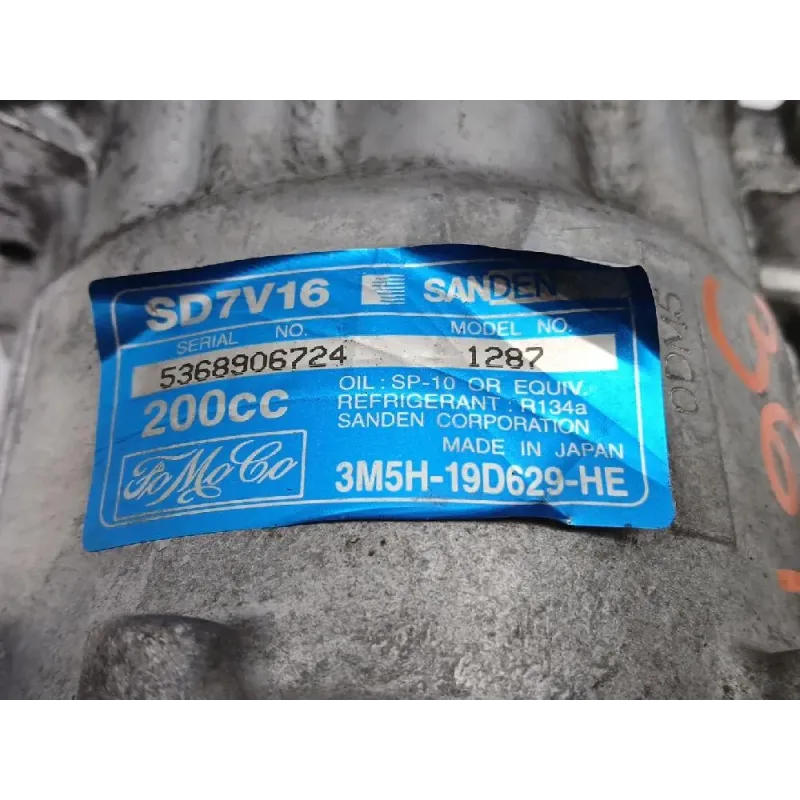 SD7V16 SANDEN
SERIAL NO. MODEL NO.
5368906724 1287
200cc
OIL: SP-10 OR EQUIV.
REFRIGERANT: R134a
SANDEN CORPORATION
MADE IN JAPAN
FoMoCo 3M5H-19D629-HE